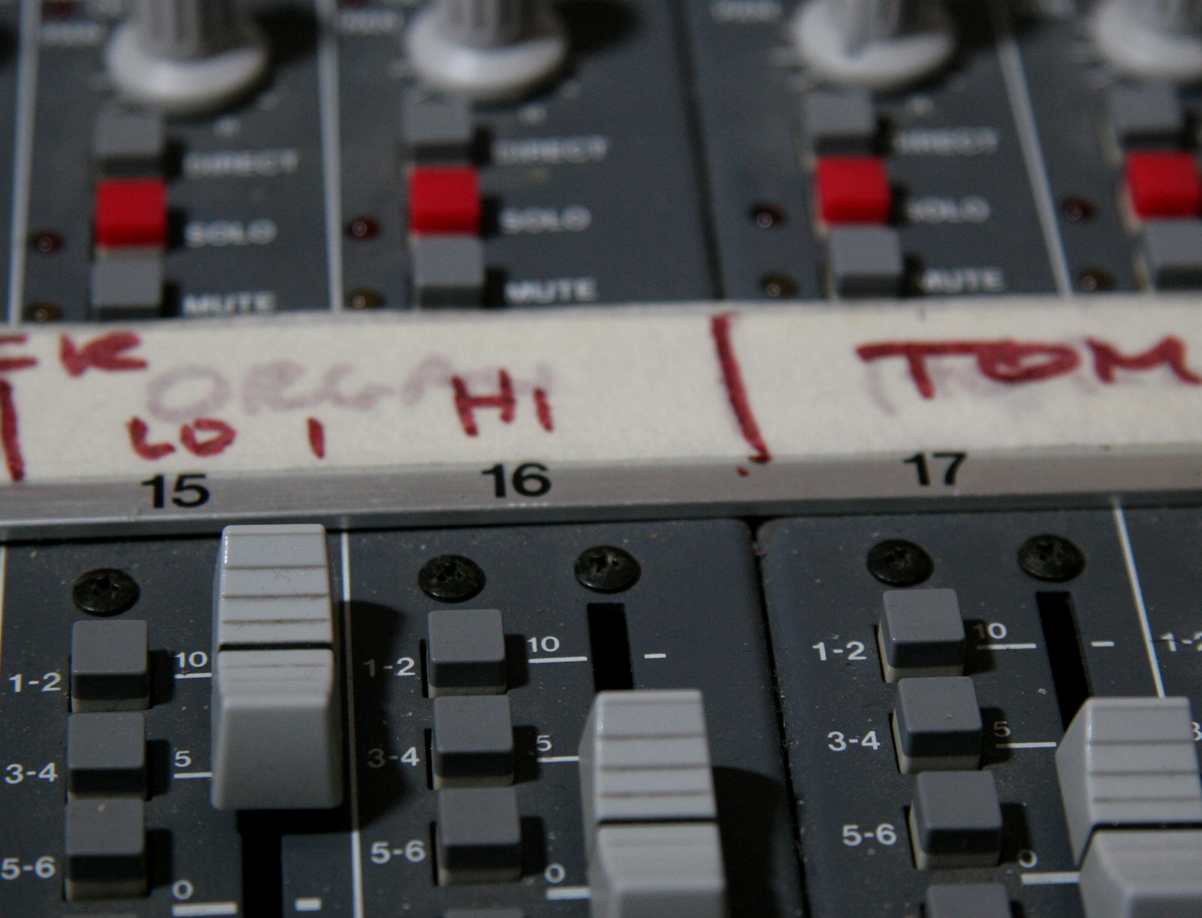 DIRECT DIRECT DIRECT
SOLO SOLO SOLO
MUTE MUTE MUTE
TOM
ORGAN
LO HI
15 16 17
10 10 10
1-2 1-2 1-2 1-2
5 5 5
3-4 3-4 3-4
5-6 5-6 5-6
0 0 0